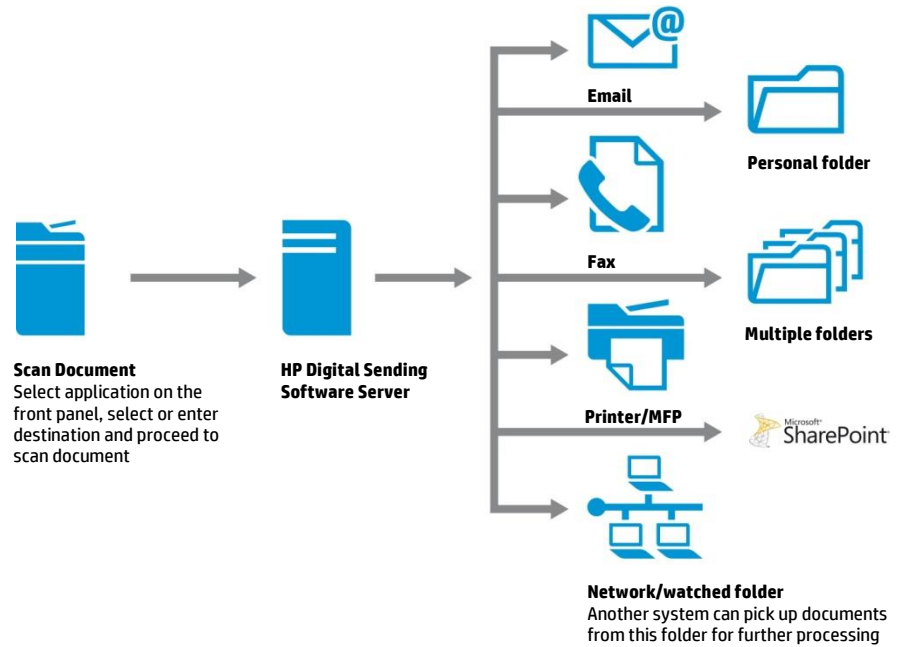 @
Email
Personal folder
Fax
Multiple folders
Scan Document
Select application on the
front panel, select or enter
destination and proceed to
scan document
HP Digital Sending
Software Server
Printer/MFP
Microsoft®
SharePoint
Network/watched folder
Another system can pick up documents
from this folder for further processing